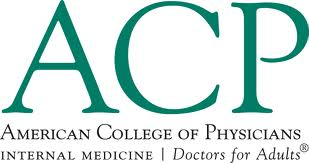 ACP
AMERICAN COLLEGE OF PHYSICIANS
INTERNAL MEDICINE | Doctors for Adults®